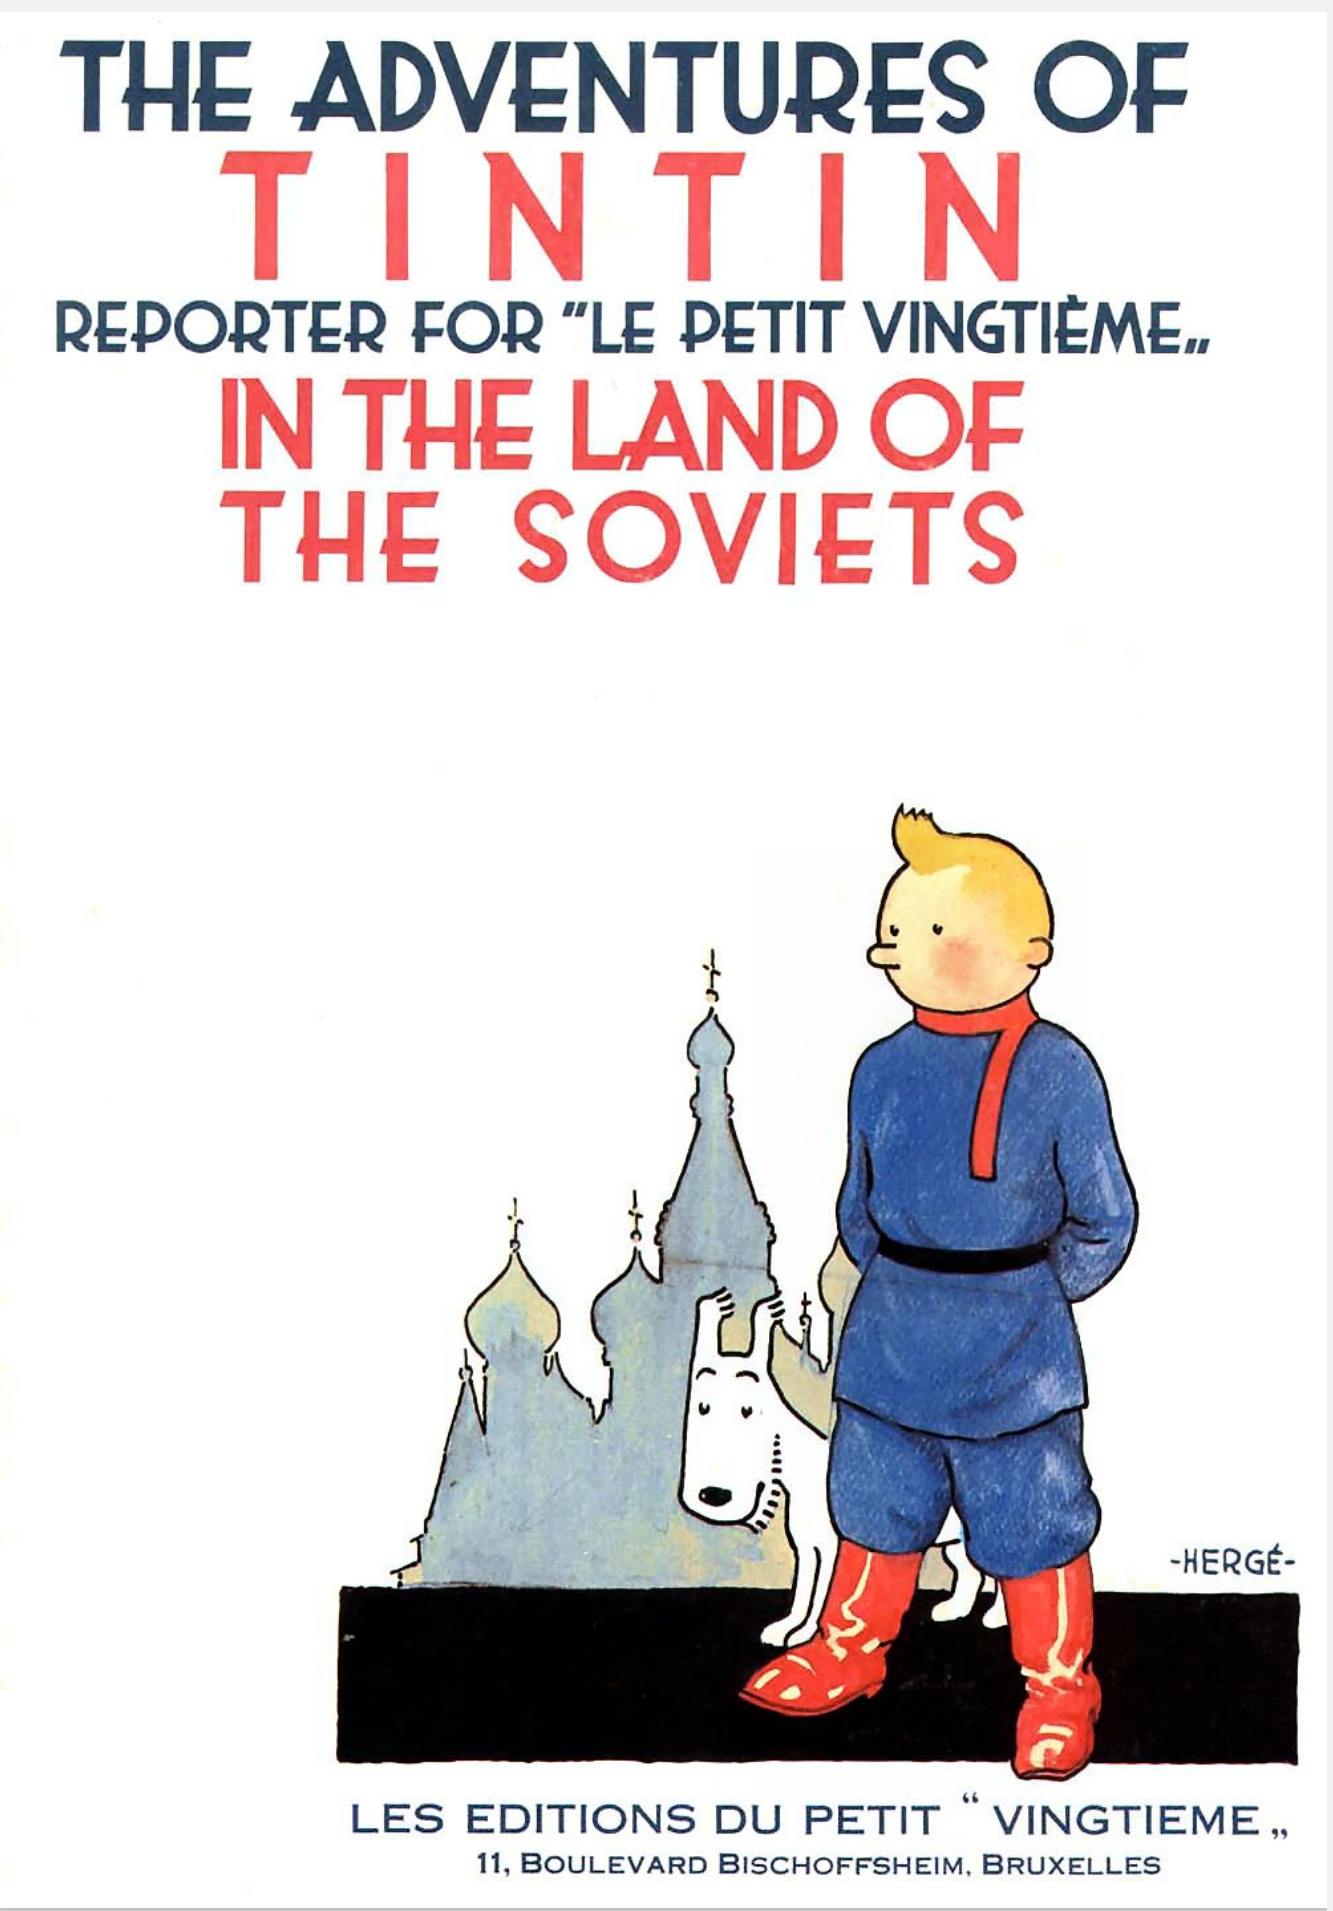 THE ADVENTURES OF
TINTIN
REPORTER FOR "LE PETIT VINGTIÈME„
IN THE LAND OF
THE SOVIETS
-HERGÉ-
LES EDITIONS DU PETIT “ VINGTIEME „
11, BOULEVARD BISCHOFFSHEIM, BRUXELLES